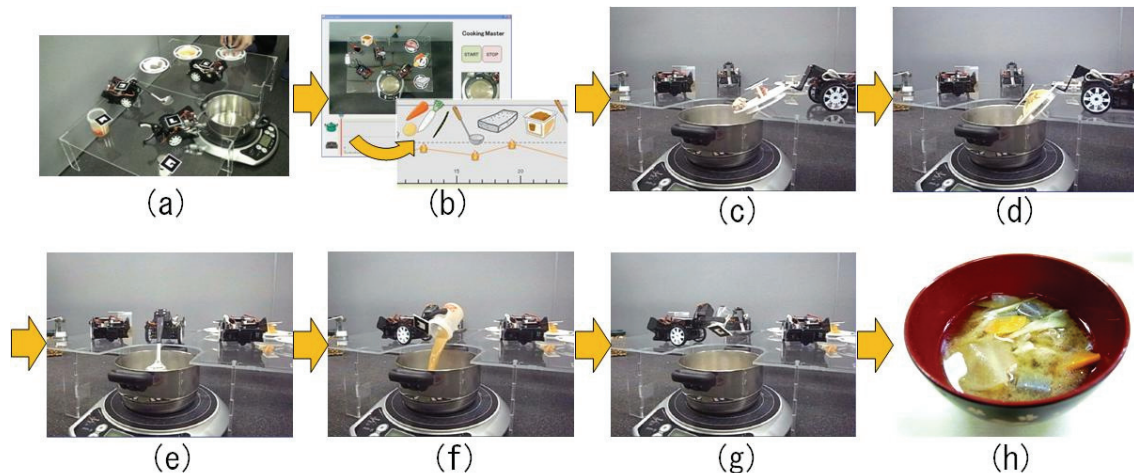 Cooking Master
START STOP
15 20
(a)
(b)
(c)
(d)
(e)
(f)
(g)
(h)